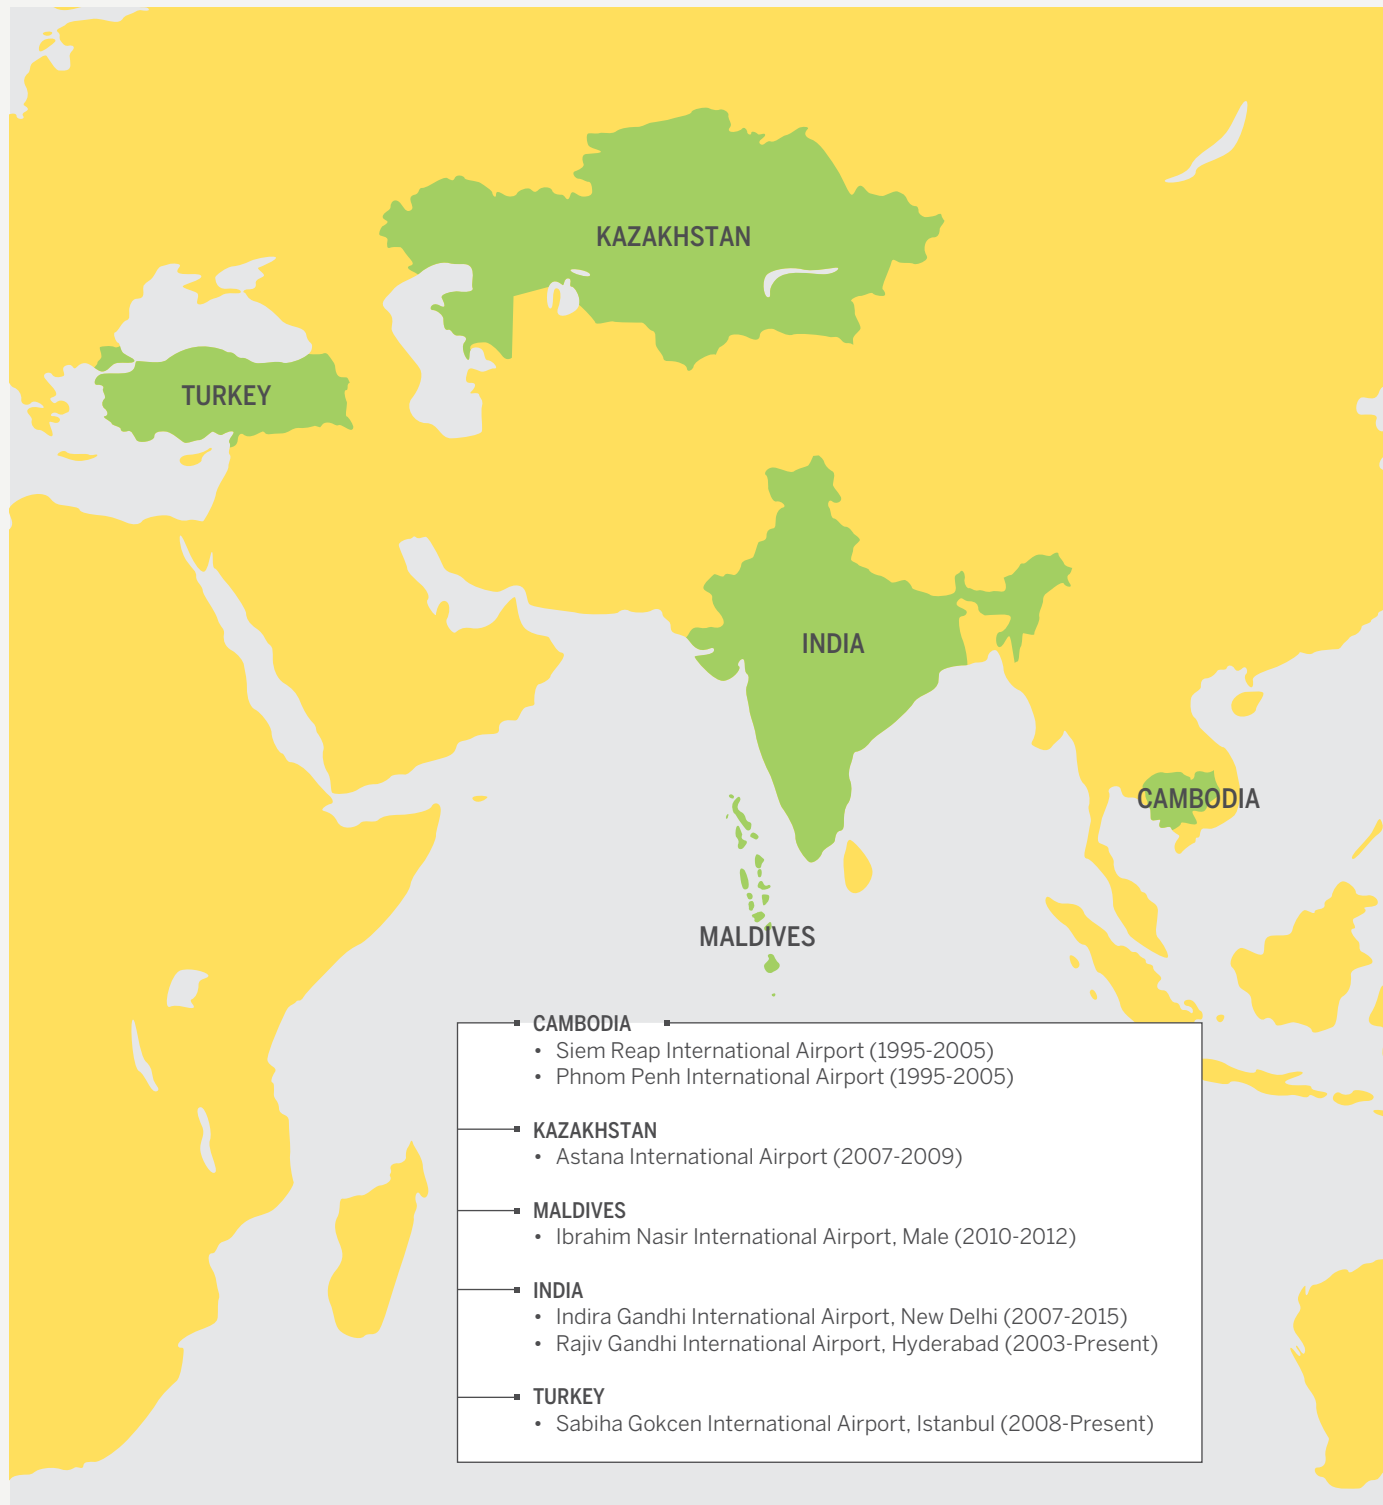 KAZAKHSTAN
TURKEY
INDIA
CAMBODIA
MALDIVES
CAMBODIA
• Siem Reap International Airport (1995-2005)
• Phnom Penh International Airport (1995-2005)
KAZAKHSTAN
• Astana International Airport (2007-2009)
MALDIVES
• Ibrahim Nasir International Airport, Male (2010-2012)
INDIA
• Indira Gandhi International Airport, New Delhi (2007-2015)
• Rajiv Gandhi International Airport, Hyderabad (2003-Present)
TURKEY
• Sabiha Gokcen International Airport, Istanbul (2008-Present)